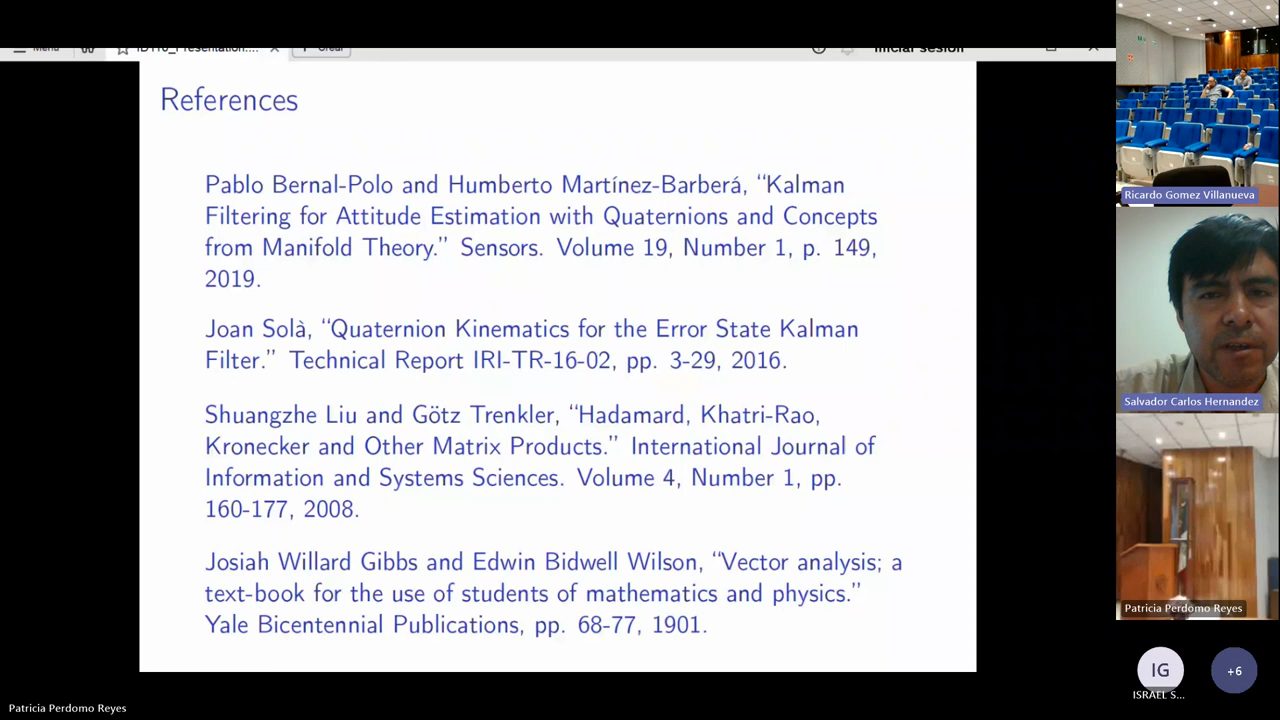 Menú
ID110_Presentation....
Crear
Iniciar sesión
References
Pablo Bernal-Polo and Humberto Martínez-Barberá, “Kalman
Filtering for Attitude Estimation with Quaternions and Concepts
from Manifold Theory.” Sensors. Volume 19, Number 1, p. 149,
2019.
Joan Solà, “Quaternion Kinematics for the Error State Kalman
Filter.” Technical Report IRI-TR-16-02, pp. 3-29, 2016.
Shuangzhe Liu and Götz Trenkler, “Hadamard, Khatri-Rao,
Kronecker and Other Matrix Products.” International Journal of
Information and Systems Sciences. Volume 4, Number 1, pp.
160-177, 2008.
Josiah Willard Gibbs and Edwin Bidwell Wilson, “Vector analysis; a
text-book for the use of students of mathematics and physics.”
Yale Bicentennial Publications, pp. 68-77, 1901.
Ricardo Gomez Villanueva
Salvador Carlos Hernandez
Patricia Perdomo Reyes
IG
ISRAEL S...
+6
Patricia Perdomo Reyes